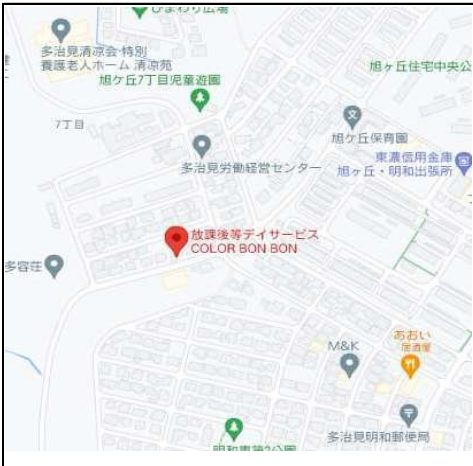 ひまわり広場
多治見清涼会 特別
養護老人ホーム 清涼苑
旭ケ丘7丁目児童遊園
旭ケ丘住宅中央公
7丁目
旭ケ丘保育園
多治見労働経営センター
東濃信用金庫
旭ケ丘・明和出張所
放課後等デイサービス
COLOR BON BON
多容荘
M&K
あおい
居酒屋
多治見明和郵便局
明和東第2公園